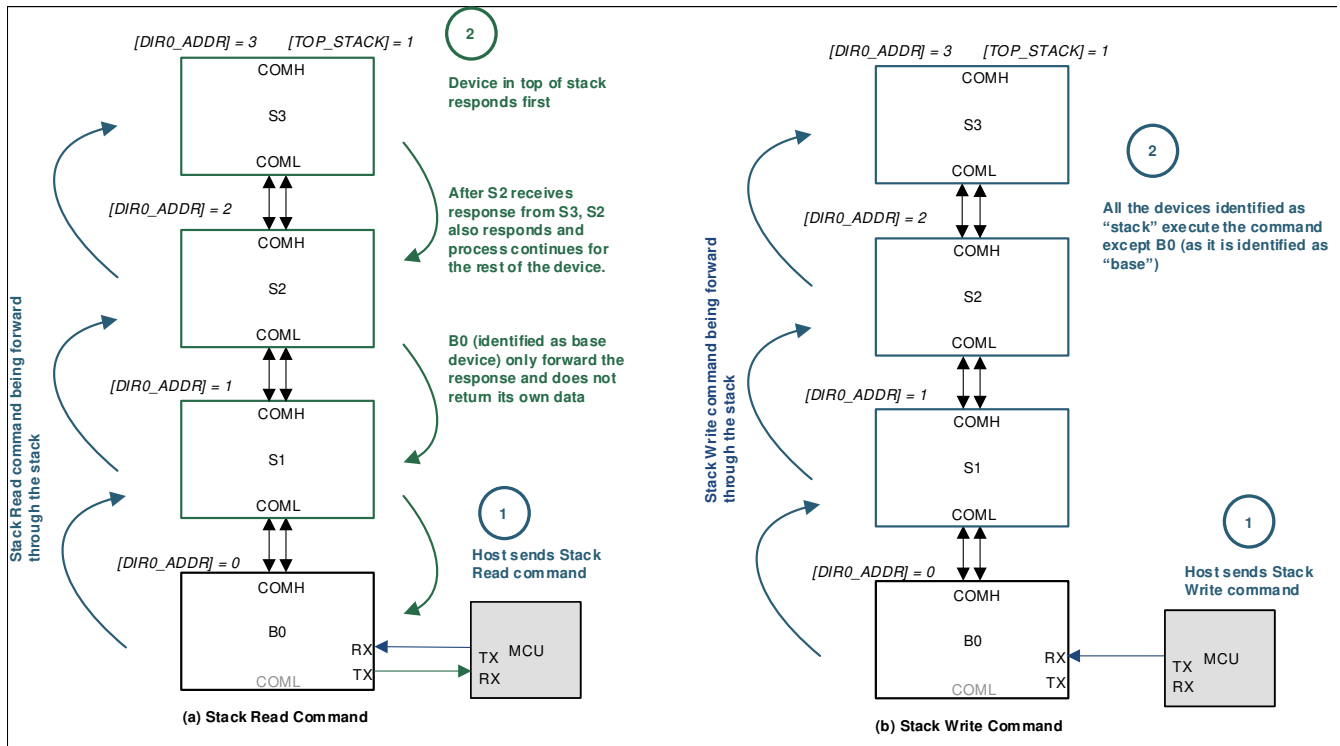 [DIR0_ADDR] = 3
[TOP_STACK] = 1
2
Device in top of stack
responds first
COMH
S3
COML
[DIR0_ADDR] = 2
After S2 receives
response from S3, S2
also responds and
process continues for
the rest of the device.
COMH
S2
COML
B0 (identified as base
device) only forward the
response and does not
return its own data
[DIR0_ADDR] = 1
COMH
S1
COML
Stack Read command being forward
through the stack
1
Host sends Stack
Read command
[DIR0_ADDR] = 0
COMH
B0
RX
TX
COML
TX
MCU
RX
(a) Stack Read Command
[DIR0_ADDR] = 3
[TOP_STACK] = 1
COMH
S3
COML
2
All the devices identified as
“stack” execute the command
except B0 (as it is identified as
“base”)
[DIR0_ADDR] = 2
COMH
S2
COML
[DIR0_ADDR] = 1
COMH
S1
COML
Stack Write command being forward
through the stack
1
Host sends Stack
Write command
[DIR0_ADDR] = 0
COMH
B0
RX
TX
COML
TX
MCU
RX
(b) Stack Write Command